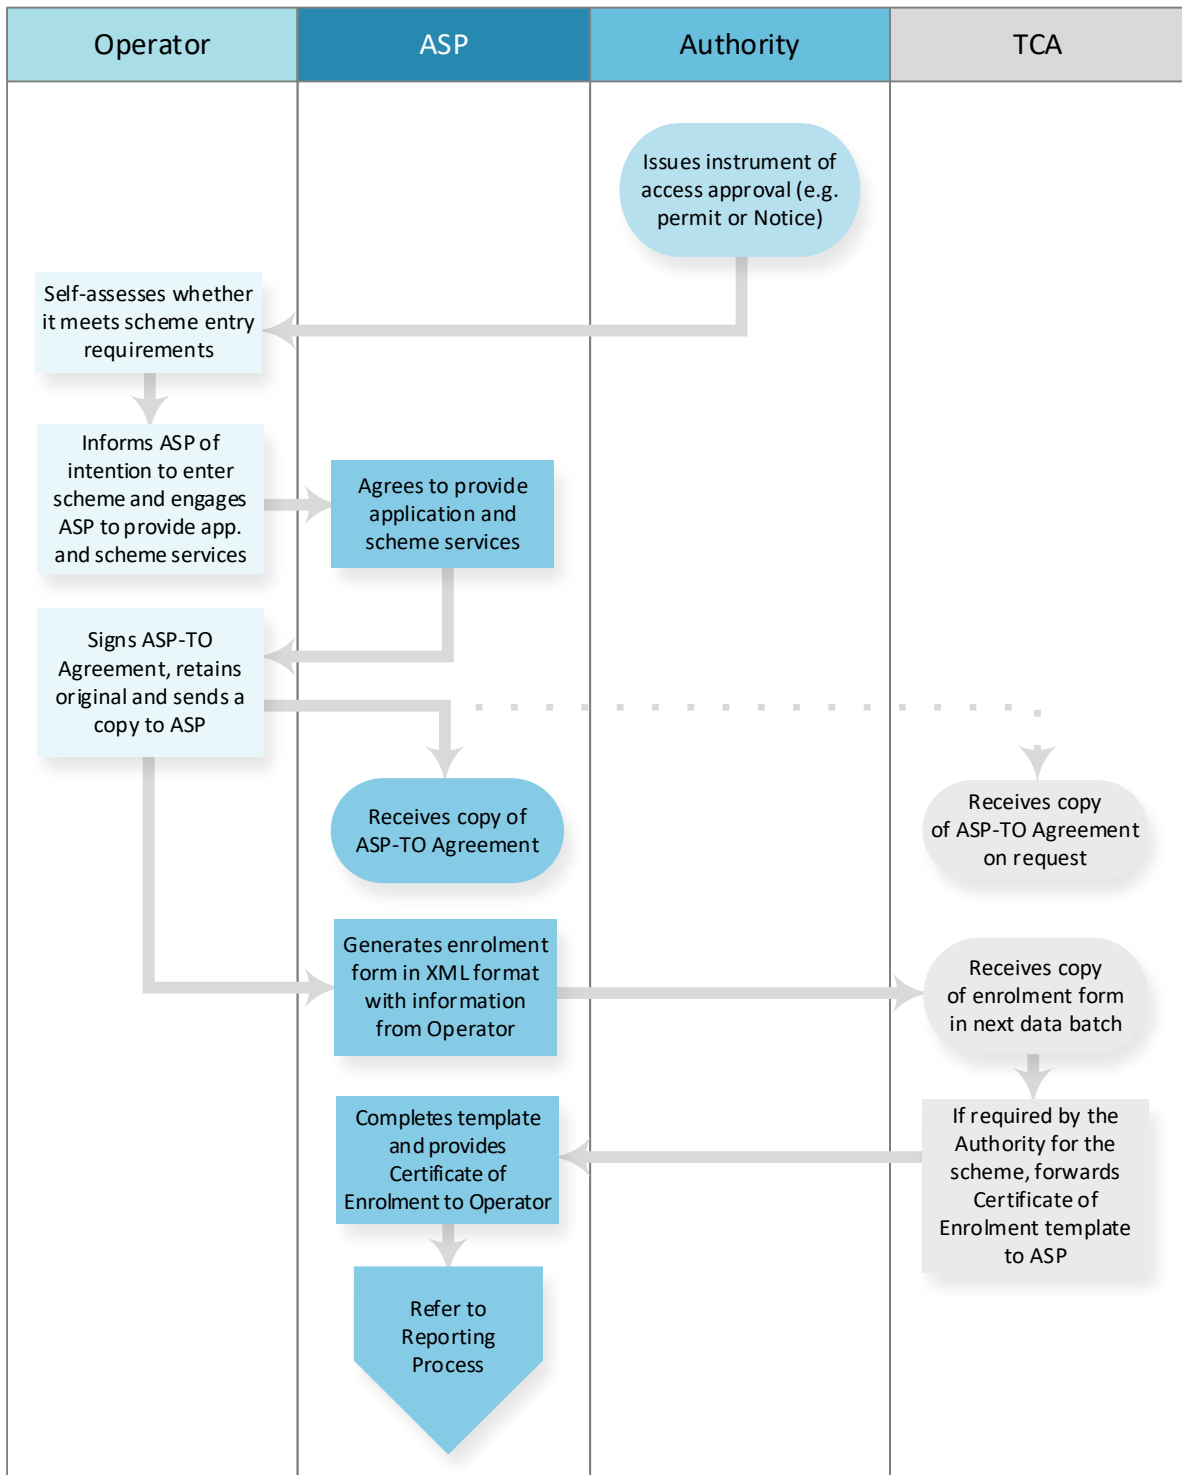 Operator
ASP
Authority
TCA
Issues instrument of
access approval (e.g.
permit or Notice)
Self-assesses whether
it meets scheme entry
requirements
Informs ASP of
intention to enter
scheme and engages
ASP to provide app.
and scheme services
Agrees to provide
application and
scheme services
Signs ASP-TO
Agreement, retains
original and sends a
copy to ASP
Receives copy of
ASP-TO Agreement
Receives copy
of ASP-TO Agreement
on request
Generates enrolment
form in XML format
with information
from Operator
Receives copy
of enrolment form
in next data batch
Completes template
and provides
Certificate of
Enrolment to Operator
If required by the
Authority for the
scheme, forwards
Certificate of
Enrolment template
to ASP
Refer to
Reporting
Process